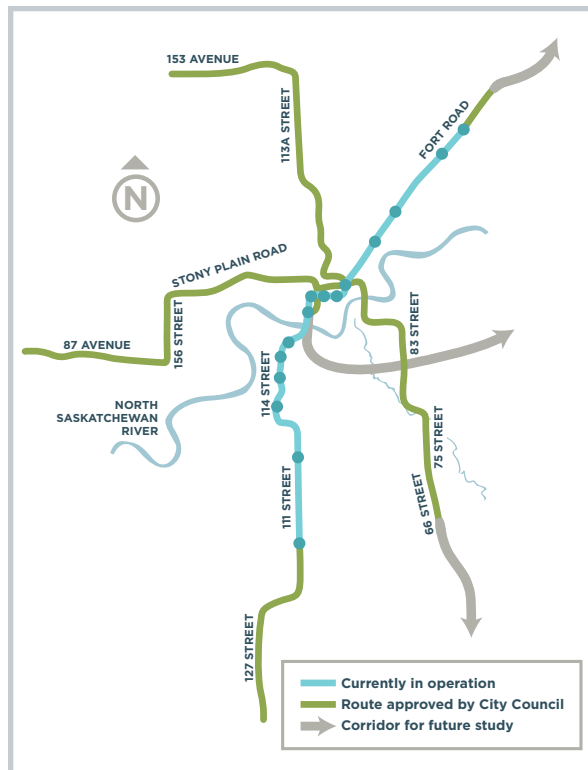 153 AVENUE
113A STREET
FORT ROAD
N
STONY PLAIN ROAD
156 STREET
87 AVENUE
83 STREET
114 STREET
NORTH
SASKATCHEWAN
RIVER
75 STREET
111 STREET
66 STREET
127 STREET
Currently in operation
Route approved by City Council
Corridor for future study